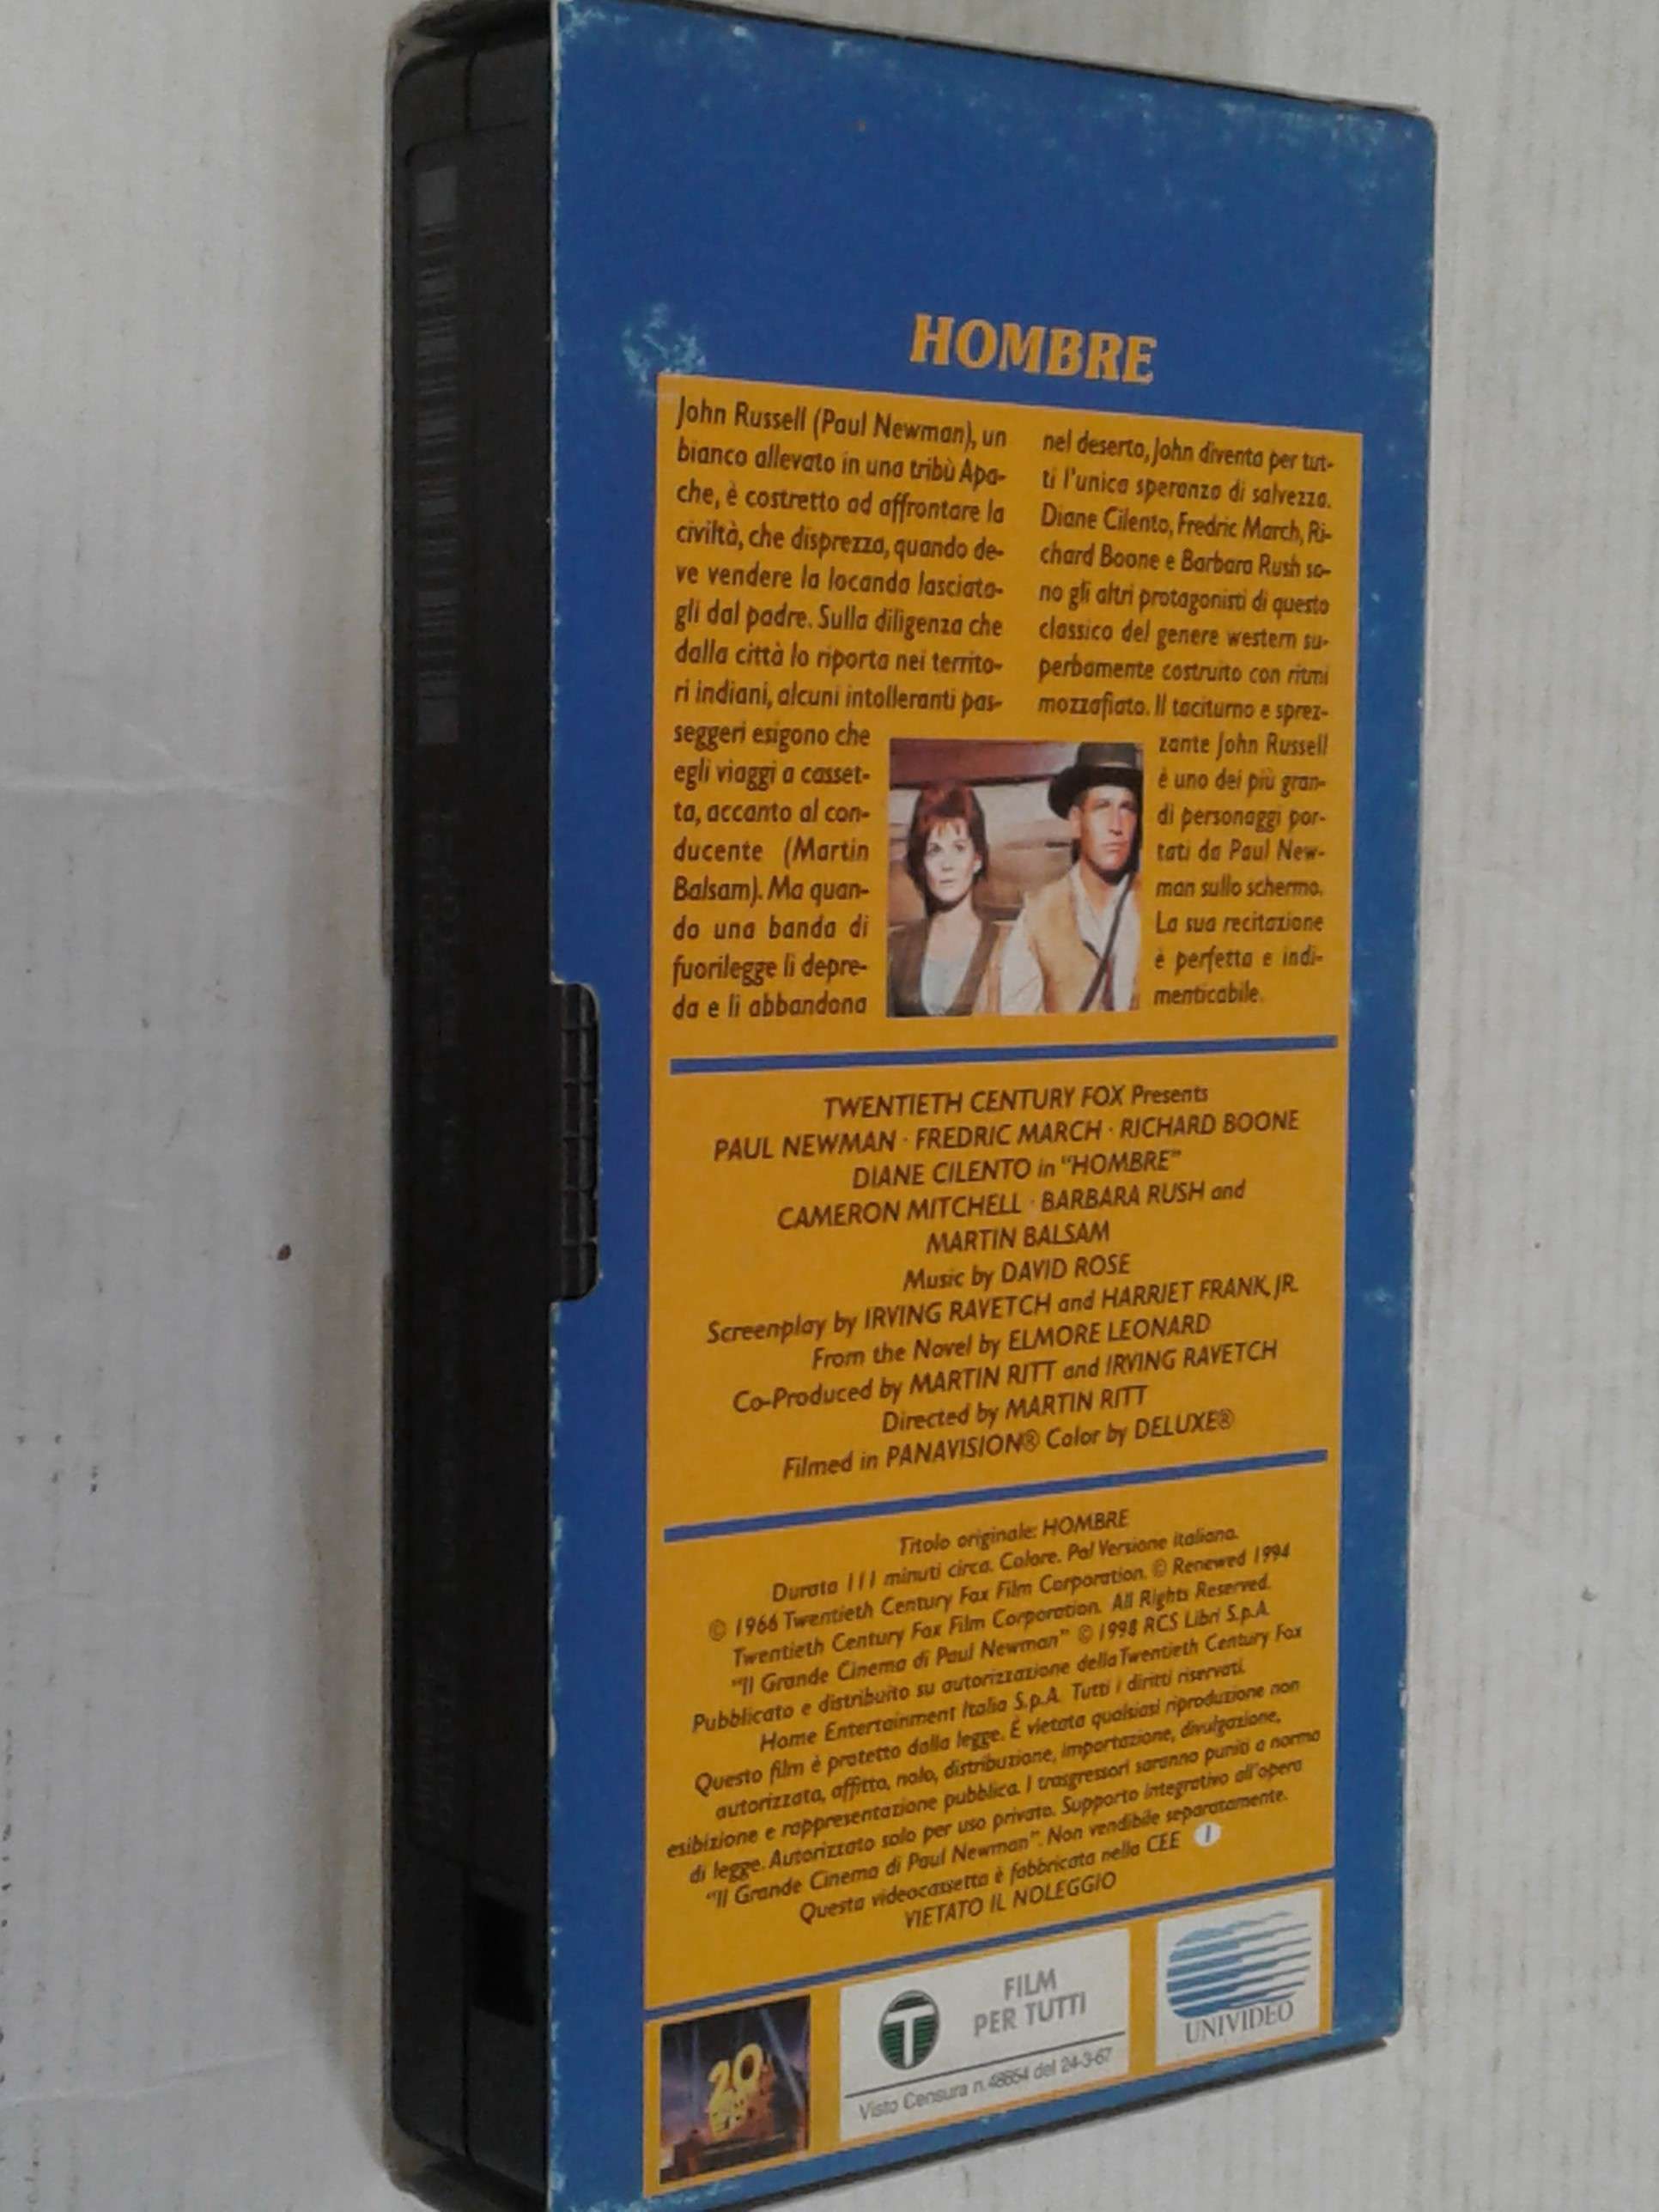 HOMBRE
John Russell (Paul Newman), un
bianco allevato in una tribù Apa-
che, è costretto ad affrontare la
civiltà, che disprezza, quando de-
ve vendere la locanda lasciata-
gli dal padre. Sulla diligenza che
dalla città lo riporta nei territo-
ri indiani, alcuni intolleranti pas-
seggeri esigono che
egli viaggi a casset-
ta, accanto al con-
ducente (Martin
Balsam). Ma quan-
do una banda di
fuorilegge li depre-
da e li abbandona
nel deserto, John diventa per tut-
ti l'unica speranza di salvezza.
Diane Cilento, Fredric March, Ri-
chard Boone e Barbara Rush so-
no gli altri protagonisti di questo
classico del genere western su-
perbamente costruito con ritmi
mozzafiato. Il taciturno e sprez-
zante John Russell
è uno dei più gran-
di personaggi por-
tati da Paul New-
man sullo schermo.
La sua recitazione
è perfetta e indi-
menticabile.
TWENTIETH CENTURY FOX Presents
PAUL NEWMAN · FREDRIC MARCH · RICHARD BOONE
DIANE CILENTO in "HOMBRE"
CAMERON MITCHELL · BARBARA RUSH and
MARTIN BALSAM
Music by DAVID ROSE
Screenplay by IRVING RAVETCH and HARRIET FRANK, JR.
From the Novel by ELMORE LEONARD
Co-Produced by MARTIN RITT and IRVING RAVETCH
Directed by MARTIN RITT
Filmed in PANAVISION® Color by DELUXE®
Titolo originale: HOMBRE
Durata 111 minuti circa. Colore. Pal Versione Italiana.
© 1966 Twentieth Century Fox Film Corporation. © Renewed 1994
Twentieth Century Fox Film Corporation. All Rights Reserved.
"Il Grande Cinema di Paul Newman" © 1998 RCS Libri S.p.A.
Pubblicato e distribuito su autorizzazione della Twentieth Century Fox
Home Entertainment Italia S.p.A. Tutti i diritti riservati.
Questo film è protetto dalla legge. È vietata qualsiasi riproduzione non
autorizzata, affitto, nolo, distribuzione, importazione, divulgazione,
esibizione e rappresentazione pubblica. I trasgressori saranno puniti a norma
di legge. Autorizzato solo per uso privato. Supporto integrativo all'opera
"Il Grande Cinema di Paul Newman". Non vendibile separatamente.
Questa videocassetta è fabbricata nella CEE I
VIETATO IL NOLEGGIO
20
T
FILM
PER TUTTI
Visto Censura n. 48654 del 24-3-67
UNIVIDEO